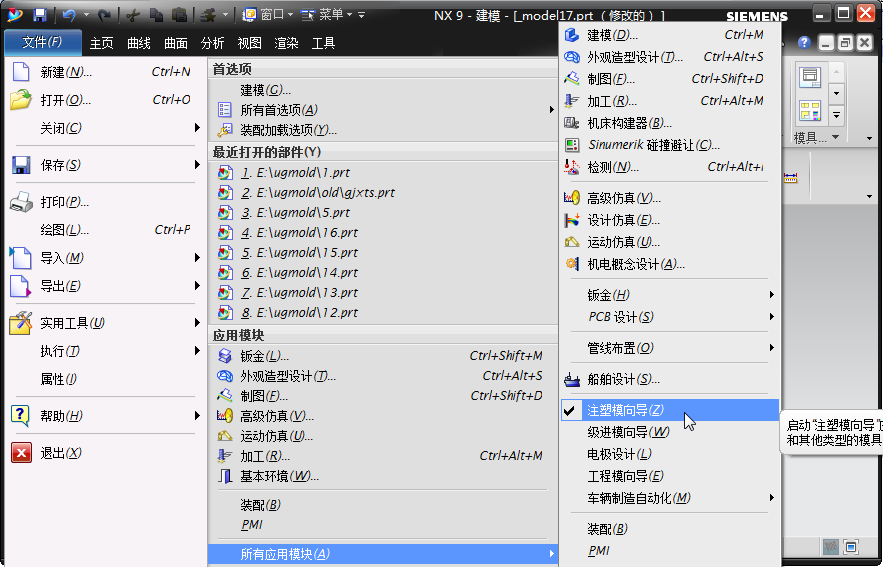 窗口 菜单 NX 9 - 建模 - [_model17.prt （修改的）] SIEMENS
文件(F) 主页 曲线 曲面 分析 视图 渲染 工具
新建(N)... Ctrl+N
打开(O)... Ctrl+O
关闭(C)
保存(S)
打印(P)...
绘图(L)... Ctrl+P
导入(M)
导出(E)
实用工具(U)
执行(T)
属性(I)
帮助(H)
退出(X)
首选项
建模(G)...
所有首选项(A)
装配加载选项(Y)...
最近打开的部件(Y)
1. E:\ugmold\1.prt
2. E:\ugmold\old\gjxts.prt
3. E:\ugmold\5.prt
4. E:\ugmold\16.prt
5. E:\ugmold\15.prt
6. E:\ugmold\14.prt
7. E:\ugmold\13.prt
8. E:\ugmold\12.prt
应用模块
钣金(L)... Ctrl+Shift+M
外观造型设计(T)... Ctrl+Alt+S
制图(F)... Ctrl+Shift+D
高级仿真(V)...
运动仿真(U)...
加工(R)... Ctrl+Alt+M
基本环境(W)...
装配(B)
PMI
所有应用模块(A)
建模(D)... Ctrl+M
外观造型设计(T)... Ctrl+Alt+S
制图(F)... Ctrl+Shift+D
加工(R)... Ctrl+Alt+M
机床构建器(B)...
Sinumerik 碰撞避让(C)...
检测(N)... Ctrl+Alt+I
高级仿真(V)...
设计仿真(E)...
运动仿真(U)...
机电概念设计(A)...
钣金(H)
PCB 设计(S)
管线布置(O)
船舶设计(S)...
注塑模向导(Z)
级进模向导(W)
电极设计(L)
工程模向导(E)
车辆制造自动化(M)
装配(B)
PMI
模具...
启动“注塑模向导”
和其他类型的模具